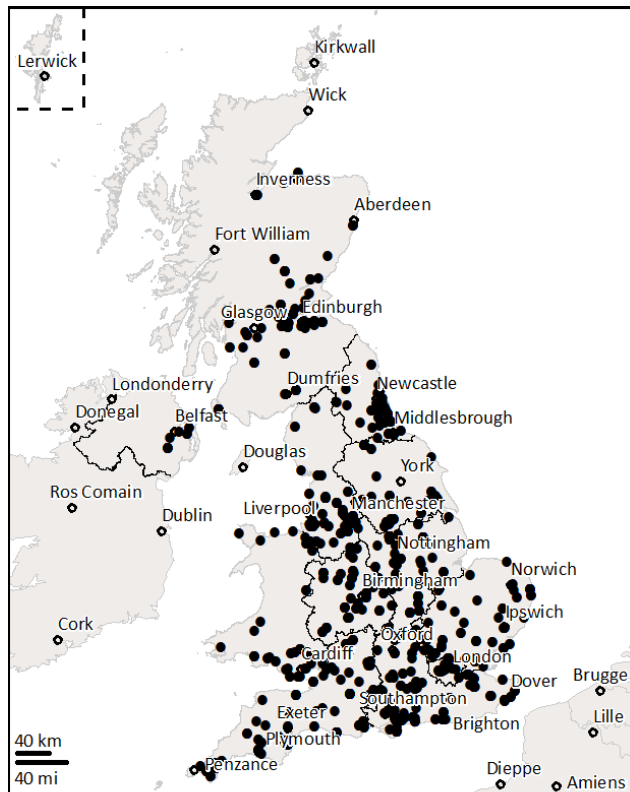 Kirkwall
Lerwick
Wick
Inverness
Aberdeen
Fort William
Glasgow
Edinburgh
Dumfries
Newcastle
Londonderry
Donegal
Belfast
Middlesbrough
Douglas
York
Ros Comain
Liverpool
Manchester
Dublin
Nottingham
Norwich
Birmingham
Ipswich
Cork
Oxford
Cardiff
London
Dover
Brugge
Southampton
Exeter
Brighton
Lille
Plymouth
40 km
Penzance
40 mi
Dieppe
Amiens